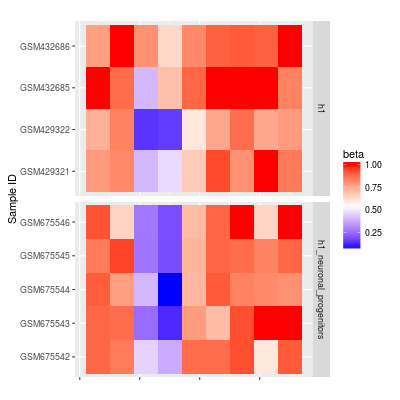 GSM432686
GSM432685
GSM429322
GSM429321
h1
GSM675546
GSM675545
GSM675544
GSM675543
GSM675542
h1_neuronal_progenitors
Sample ID
beta
1.00
0.75
0.50
0.25